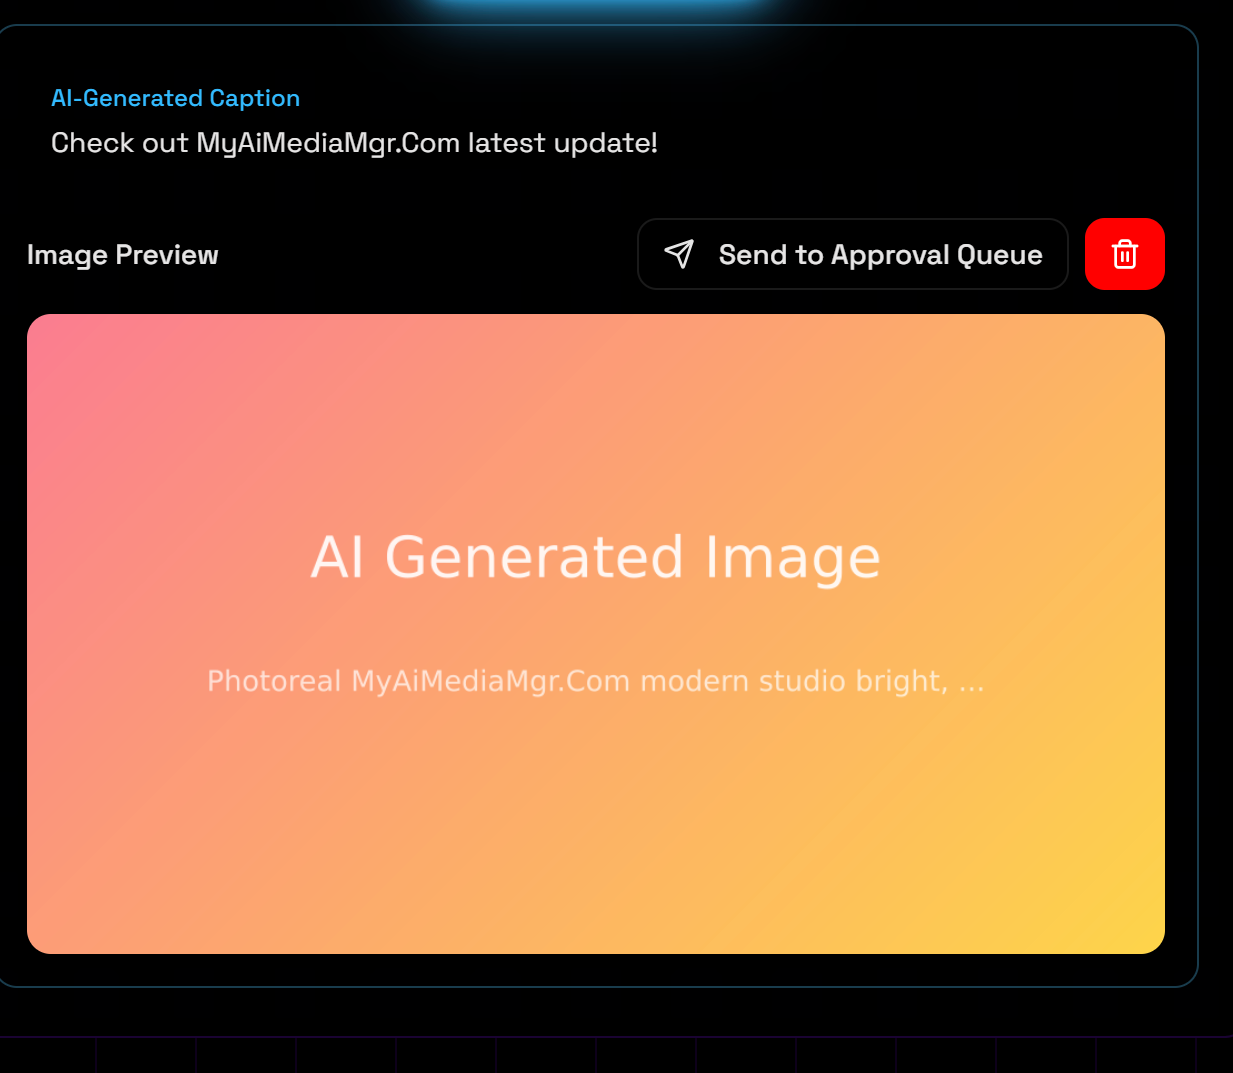 AI-Generated Caption
Check out MyAiMediaMgr.Com latest update!
Image Preview
Send to Approval Queue
AI Generated Image
Photoreal MyAiMediaMgr.Com modern studio bright, ...